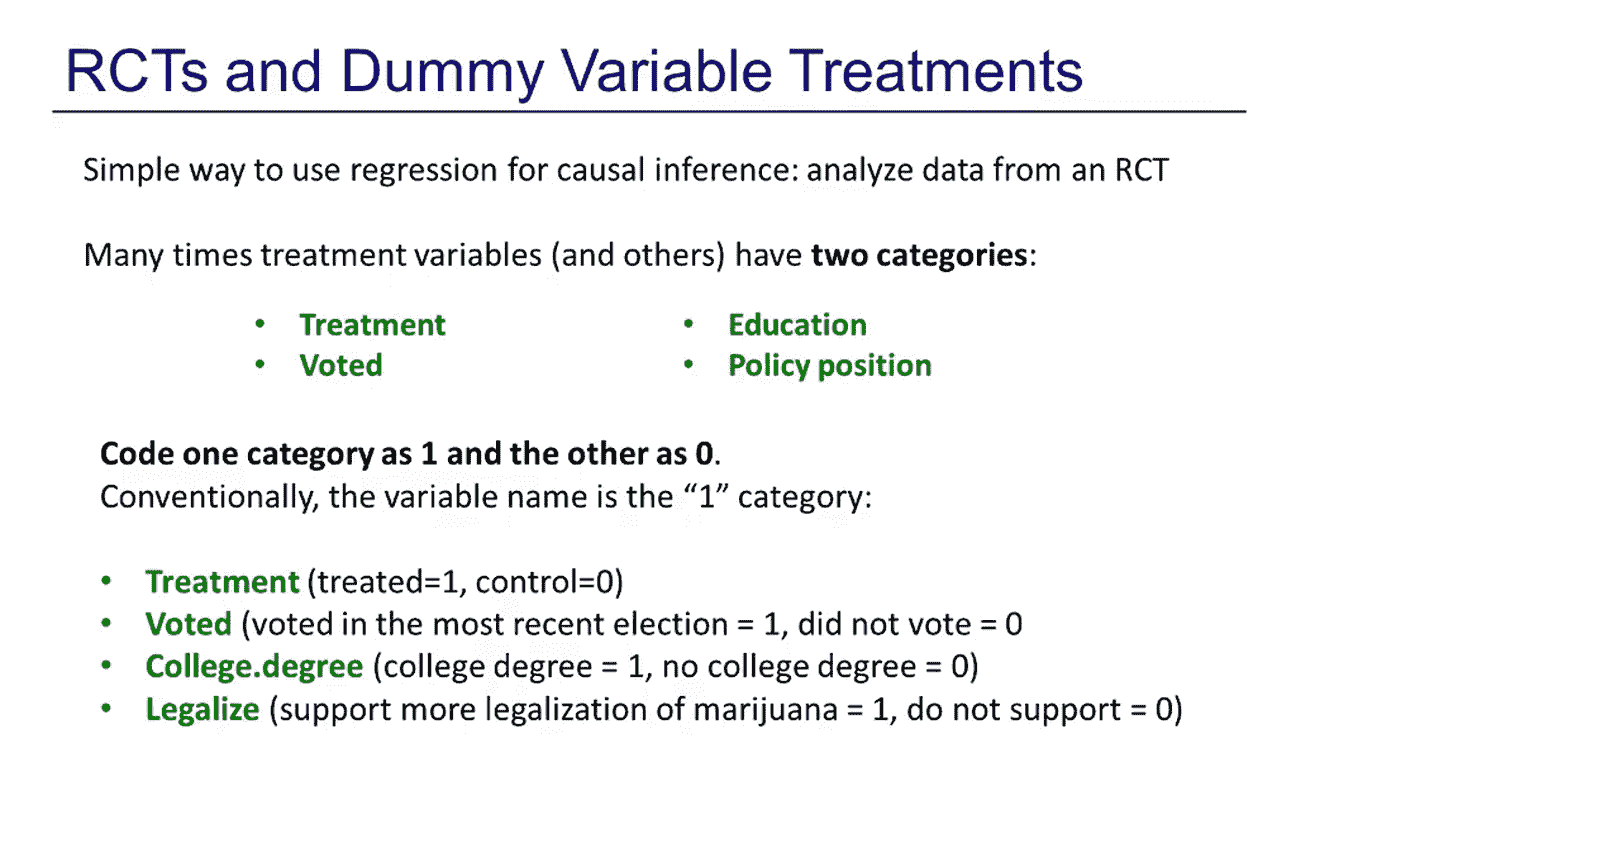 RCTs and Dummy Variable Treatments
Simple way to use regression for causal inference: analyze data from an RCT
Many times treatment variables (and others) have two categories:
• Treatment
• Voted
• Education
• Policy position
Code one category as 1 and the other as 0.
Conventionally, the variable name is the “1” category:
• Treatment (treated=1, control=0)
• Voted (voted in the most recent election = 1, did not vote = 0
• College.degree (college degree = 1, no college degree = 0)
• Legalize (support more legalization of marijuana = 1, do not support = 0)